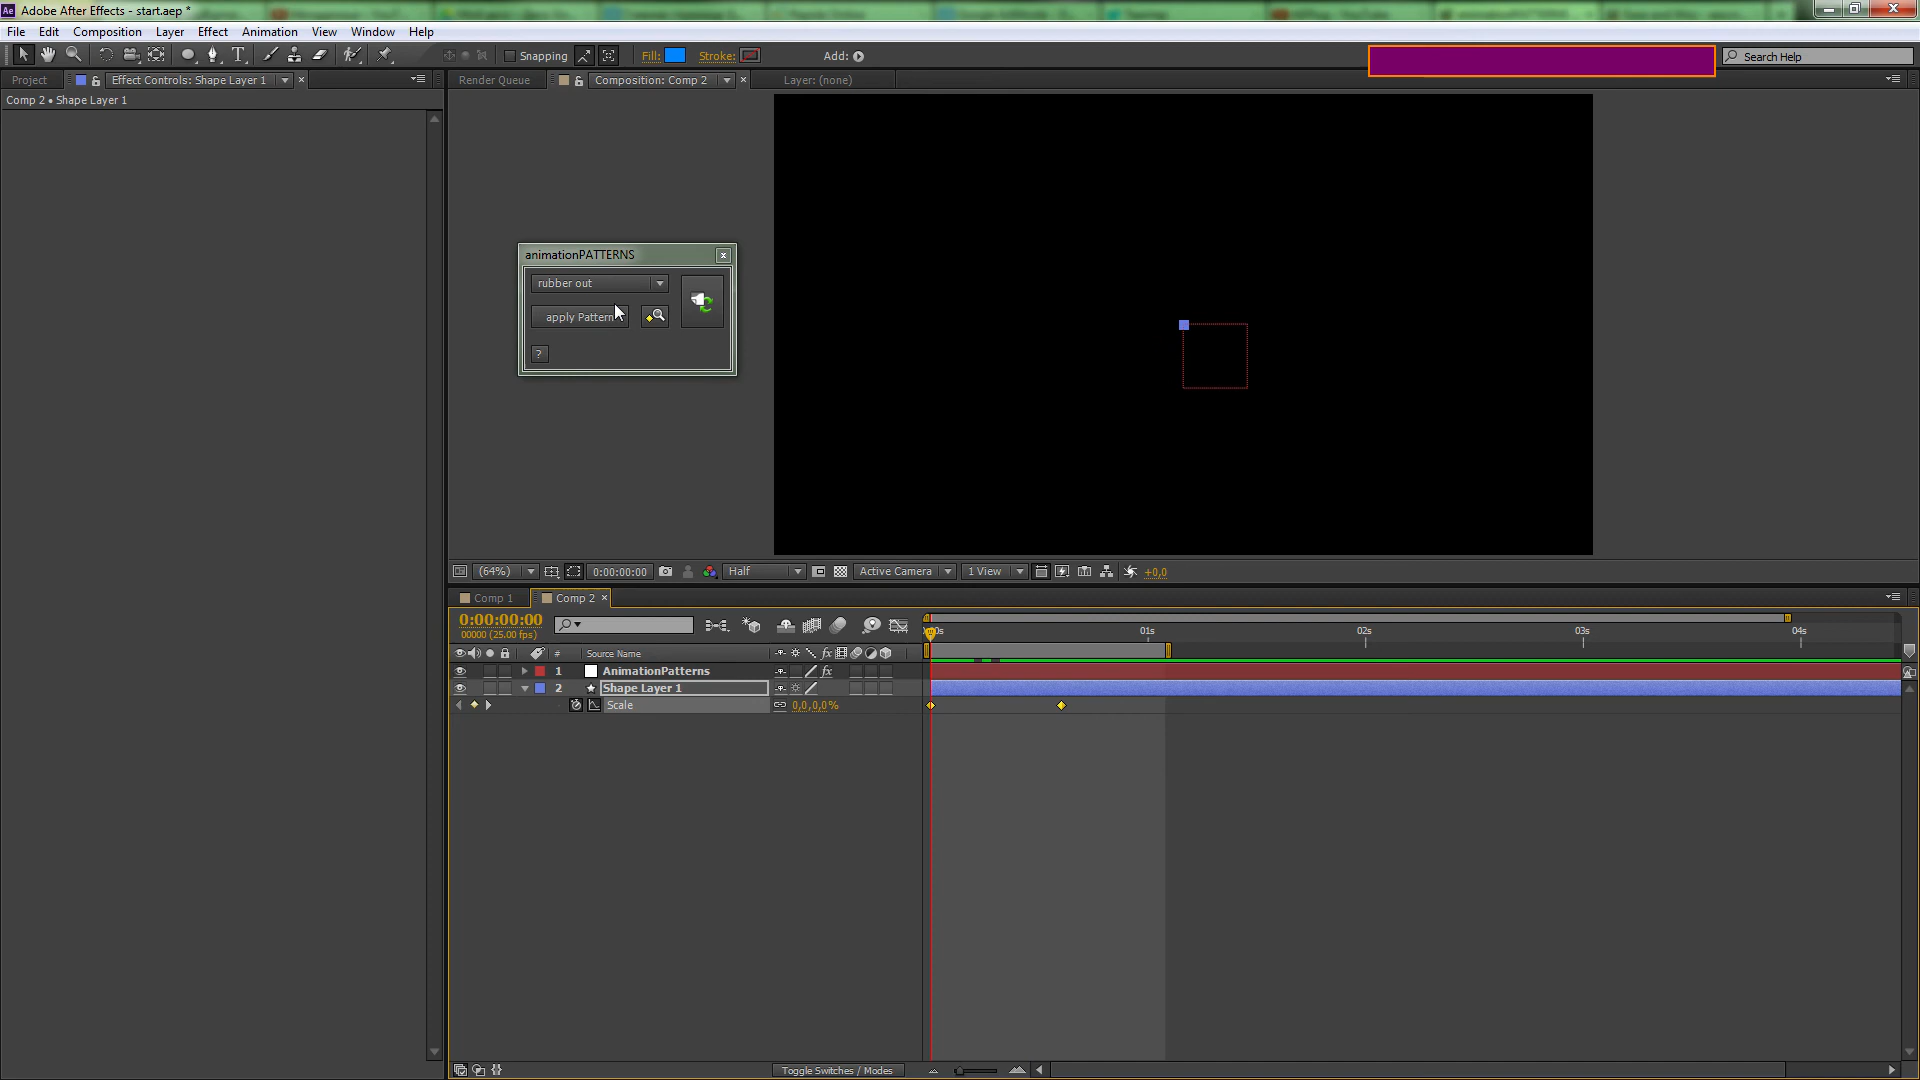 Adobe After Effects - start.aep *
File Edit Composition Layer Effect Animation View Window Help
Snapping Fill: Stroke: Add: Search Help
Project Effect Controls: Shape Layer 1 Render Queue Composition: Comp 2 Layer: (none)
Comp 2 • Shape Layer 1
animationPATTERNS
rubber out
apply Pattern
?
(64%) 0:00:00:00 Half Active Camera 1 View +0,0
Comp 1 Comp 2
0:00:00:00
00000 (25.00 fps)
01s 02s 03s 04s
# Source Name
1 AnimationPatterns
2 Shape Layer 1
Scale 0,0,0,0%
Toggle Switches / Modes